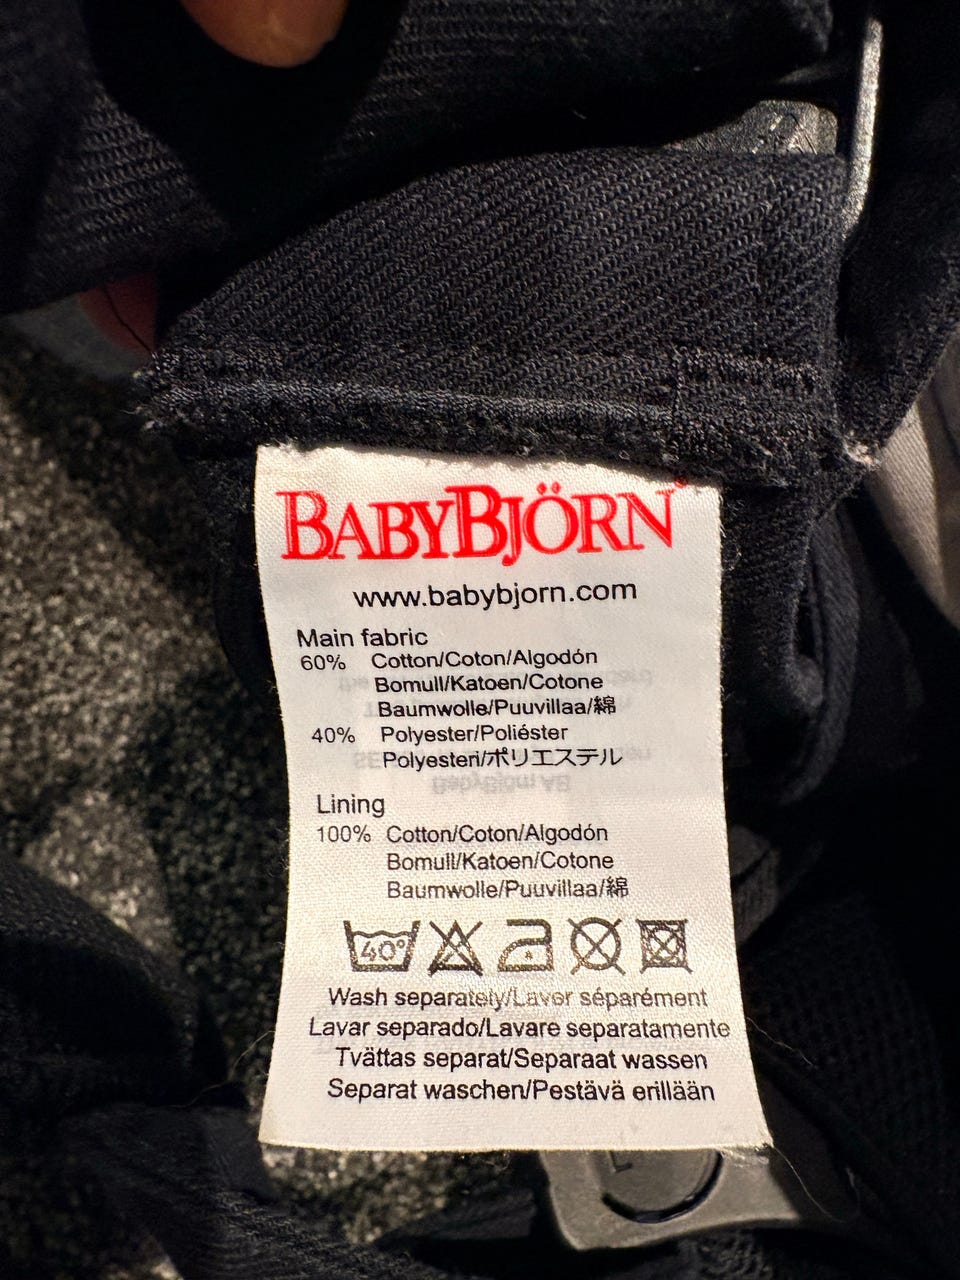 BABYBJÖRN
www.babybjorn.com
Main fabric
60% Cotton/Coton/Algodón
Bomull/Katoen/Cotone
Baumwolle/Puuvillaa/綿
40% Polyester/Poliéster
Polyesteri/ポリエステル
Lining
100% Cotton/Coton/Algodón
Bomull/Katoen/Cotone
Baumwolle/Puuvillaa/綿
40°
Wash separately/Laver séparément
Lavar separado/Lavare separatamente
Tvättas separat/Separaat wassen
Separat waschen/Pestävä erillään